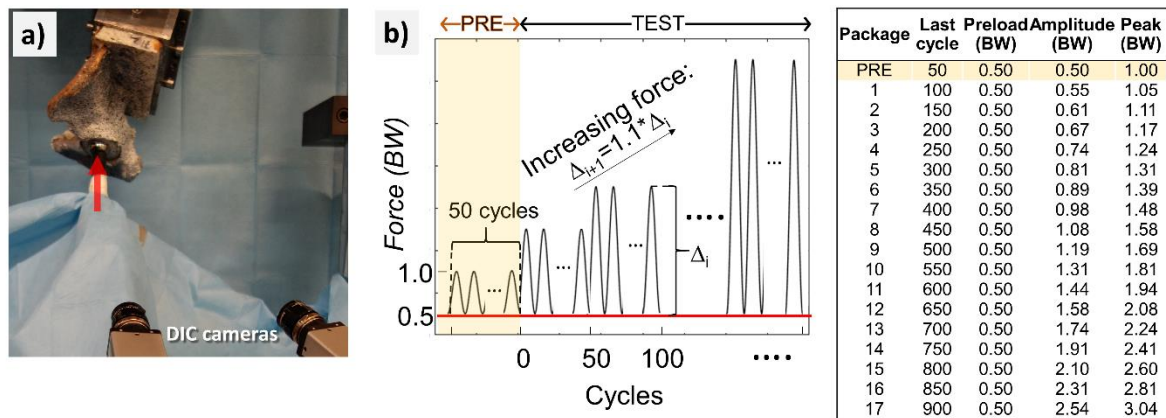 a)
DIC cameras
b)
PRE TEST
Force (BW)
1.0
0.5
50 cycles
...
Increasing force:
Δi+1=1.1* Δi
...
...
....
Δi
...
0 50 100 ....
Cycles
Package Last cycle Preload (BW) Amplitude (BW) Peak (BW)
PRE 50 0.50 0.50 1.00
1 100 0.50 0.55 1.05
2 150 0.50 0.61 1.11
3 200 0.50 0.67 1.17
4 250 0.50 0.74 1.24
5 300 0.50 0.81 1.31
6 350 0.50 0.89 1.39
7 400 0.50 0.98 1.48
8 450 0.50 1.08 1.58
9 500 0.50 1.19 1.69
10 550 0.50 1.31 1.81
11 600 0.50 1.44 1.94
12 650 0.50 1.58 2.08
13 700 0.50 1.74 2.24
14 750 0.50 1.91 2.41
15 800 0.50 2.10 2.60
16 850 0.50 2.31 2.81
17 900 0.50 2.54 3.04